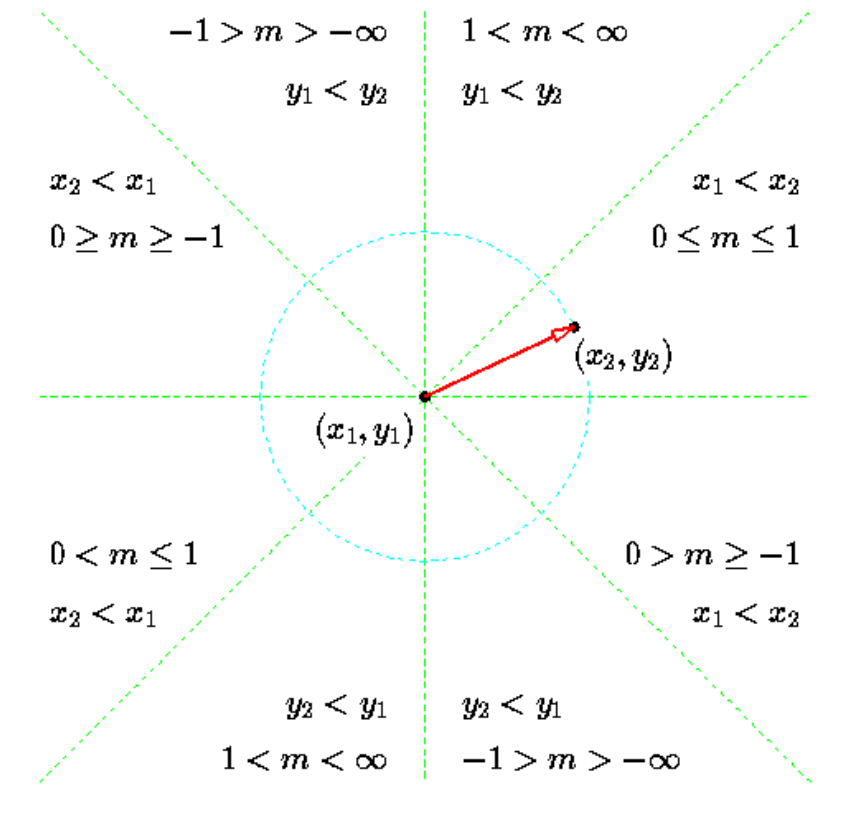 −1 > m > −∞
1 < m < ∞
y₁ < y₂
y₁ < y₂
x₂ < x₁
x₁ < x₂
0 ≥ m ≥ −1
0 ≤ m ≤ 1
(x₂, y₂)
(x₁, y₁)
0 < m ≤ 1
0 > m ≥ −1
x₂ < x₁
x₁ < x₂
y₂ < y₁
y₂ < y₁
1 < m < ∞
−1 > m > −∞